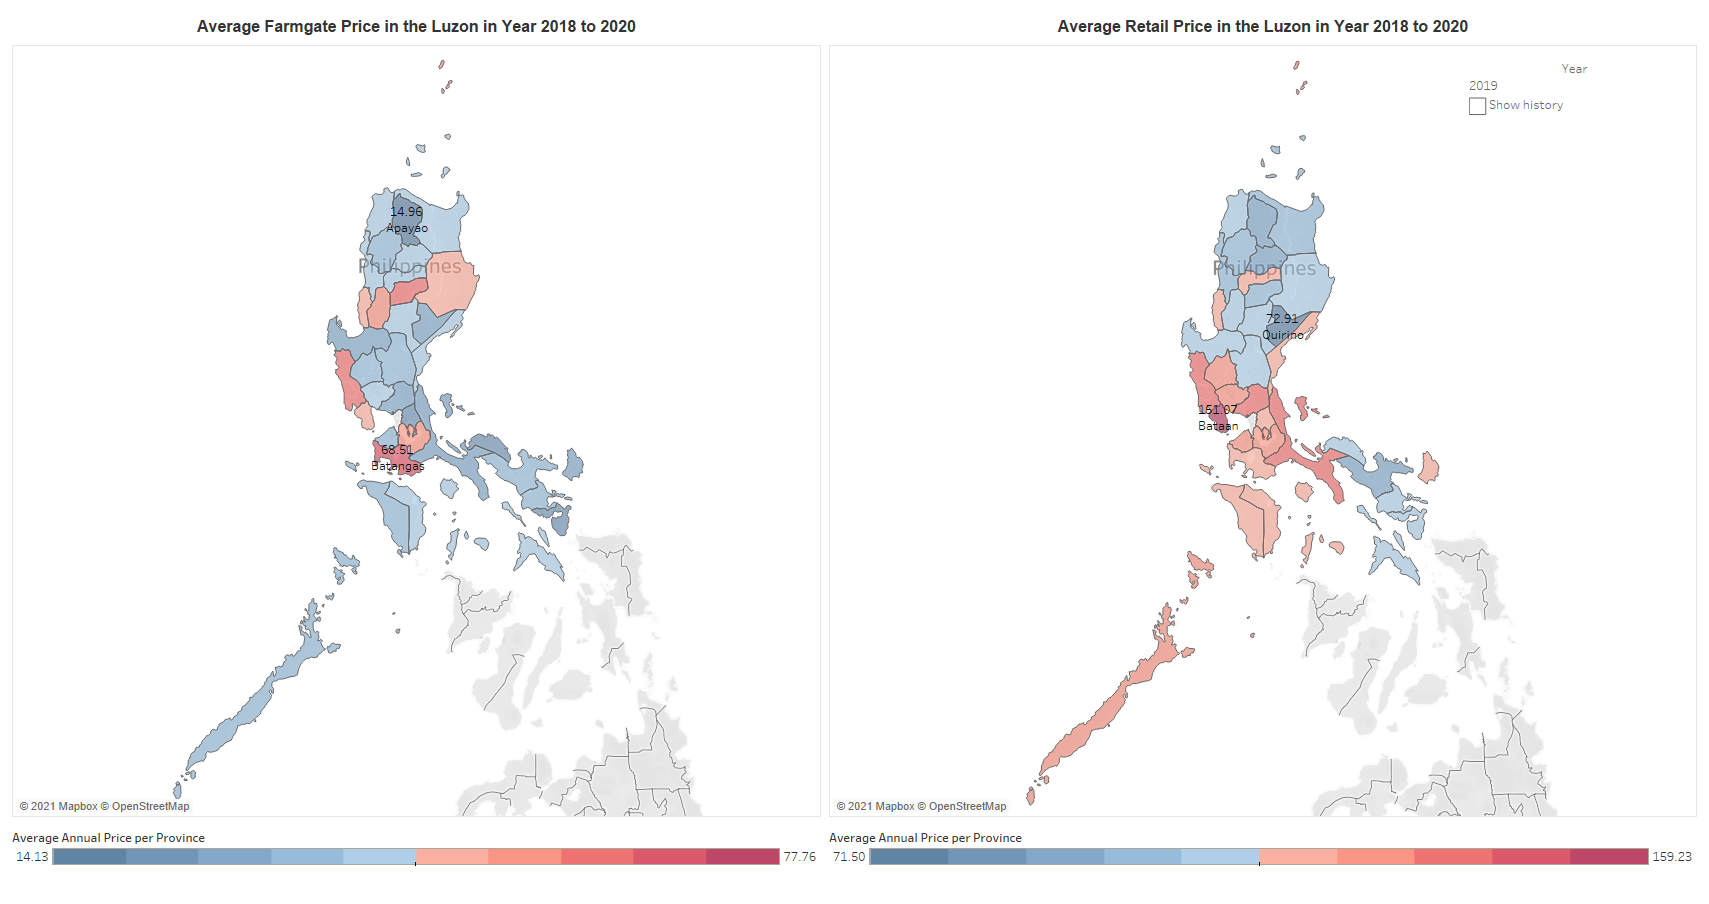 Average Farmgate Price in the Luzon in Year 2018 to 2020
14.96
Apayao
Philippines
68.51
Batangas
© 2021 Mapbox © OpenStreetMap
Average Annual Price per Province
14.13
77.76
Average Retail Price in the Luzon in Year 2018 to 2020
Year
2019
Show history
Philippines
72.91
Quirino
151.07
Bataan
© 2021 Mapbox © OpenStreetMap
Average Annual Price per Province
71.50
159.23